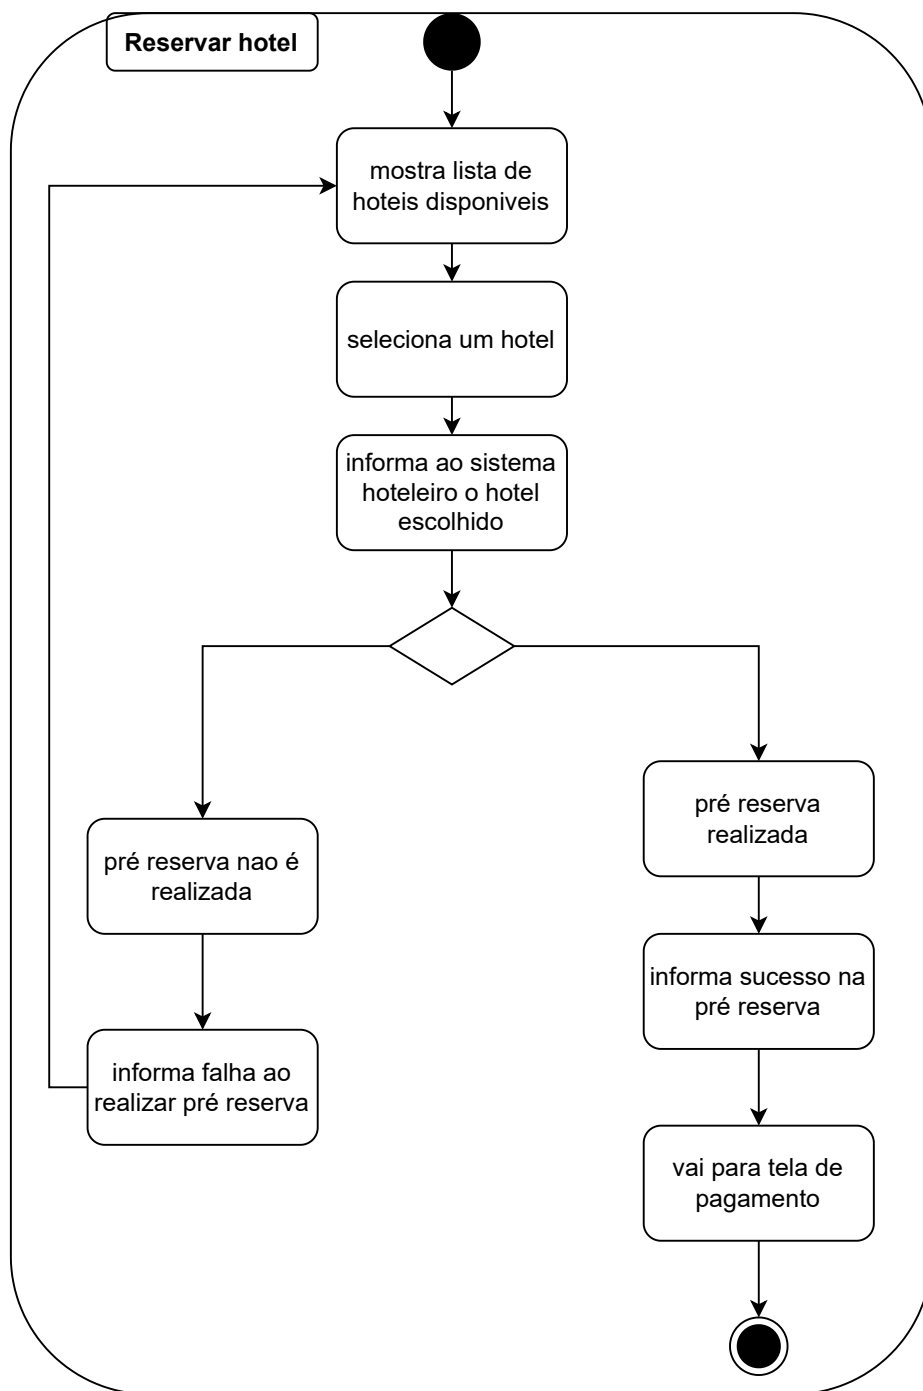 Reservar hotel
mostra lista de
hoteis disponiveis
seleciona um hotel
informa ao sistema
hoteleiro o hotel
escolhido
pré reserva nao é
realizada
informa falha ao
realizar pré reserva
pré reserva
realizada
informa sucesso na
pré reserva
vai para tela de
pagamento